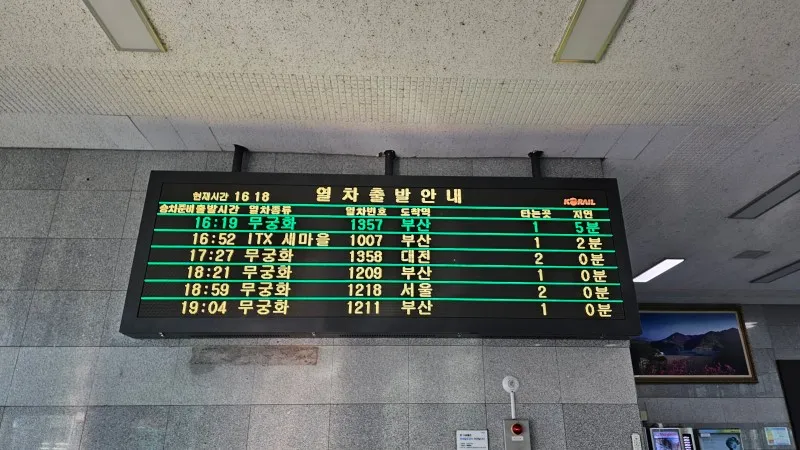 현재시간 16 18 열차출발안내 KORAIL
승차준비 출발시간 열차종류 열차번호 도착역 타는곳 지연
16:19 무궁화 1357 부산 1 5분
16:52 ITX 새마을 1007 부산 1 2분
17:27 무궁화 1358 대전 2 0분
18:21 무궁화 1209 부산 1 0분
18:59 무궁화 1218 서울 2 0분
19:04 무궁화 1211 부산 1 0분